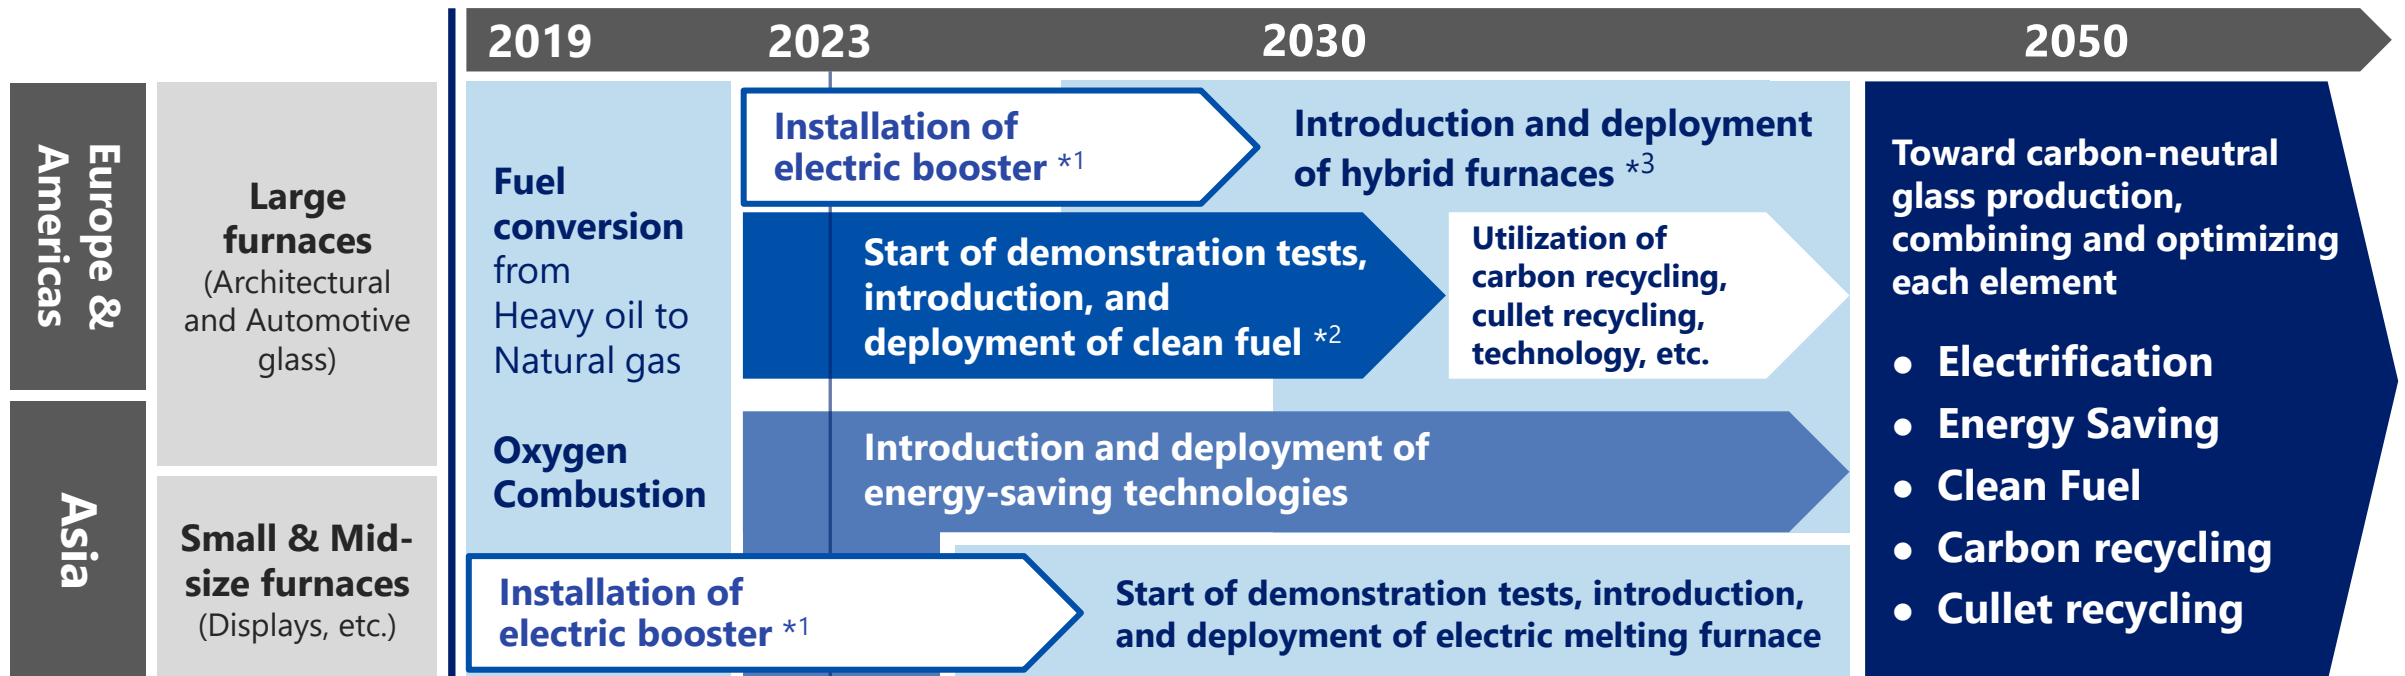 2019 2023 2030 2050
Europe &
Americas
Asia
Large
furnaces
(Architectural
and Automotive
glass)
Small & Mid-
size furnaces
(Displays, etc.)
Fuel
conversion
from
Heavy oil to
Natural gas
Oxygen
Combustion
Installation of
electric booster *1
Introduction and deployment
of hybrid furnaces *3
Start of demonstration tests,
introduction, and
deployment of clean fuel *2
Utilization of
carbon recycling,
cullet recycling,
technology, etc.
Introduction and deployment of
energy-saving technologies
Installation of
electric booster *1
Start of demonstration tests, introduction,
and deployment of electric melting furnace
Toward carbon-neutral
glass production,
combining and optimizing
each element
● Electrification
● Energy Saving
● Clean Fuel
● Carbon recycling
● Cullet recycling